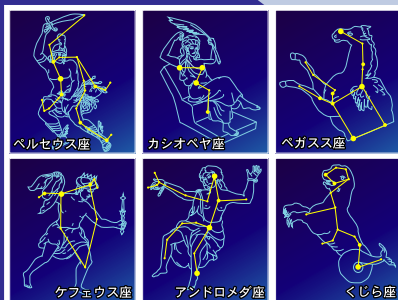 ペルセウス座
カシオペヤ座
ペガスス座
ケフェウス座
アンドロメダ座
くじら座